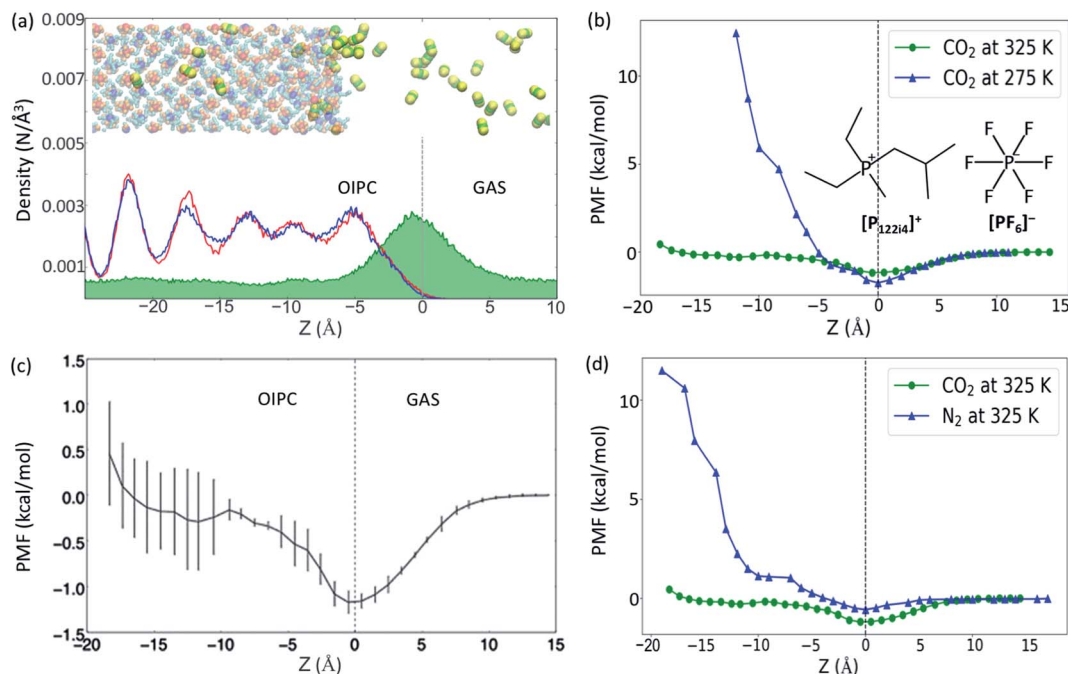 (a)
0.009
0.007
0.005
0.003
0.001
Density (N/Å³)
OIPC
GAS
−20
−15
−10
−5
0
5
10
Z (Å)
(b)
10
5
0
PMF (kcal/mol)
CO₂ at 325 K
CO₂ at 275 K
P
+
[P₁₂₂ᵢ₄]⁺
F
F
F
P
−
F
F
F
[PF₆]⁻
−20
−15
−10
−5
0
5
10
15
Z (Å)
(c)
1.5
1.0
0.5
0.0
−0.5
−1.0
−1.5
PMF (kcal/mol)
OIPC
GAS
−20
−15
−10
−5
0
5
10
15
Z (Å)
(d)
10
5
0
PMF (kcal/mol)
CO₂ at 325 K
N₂ at 325 K
−20
−15
−10
−5
0
5
10
15
Z (Å)